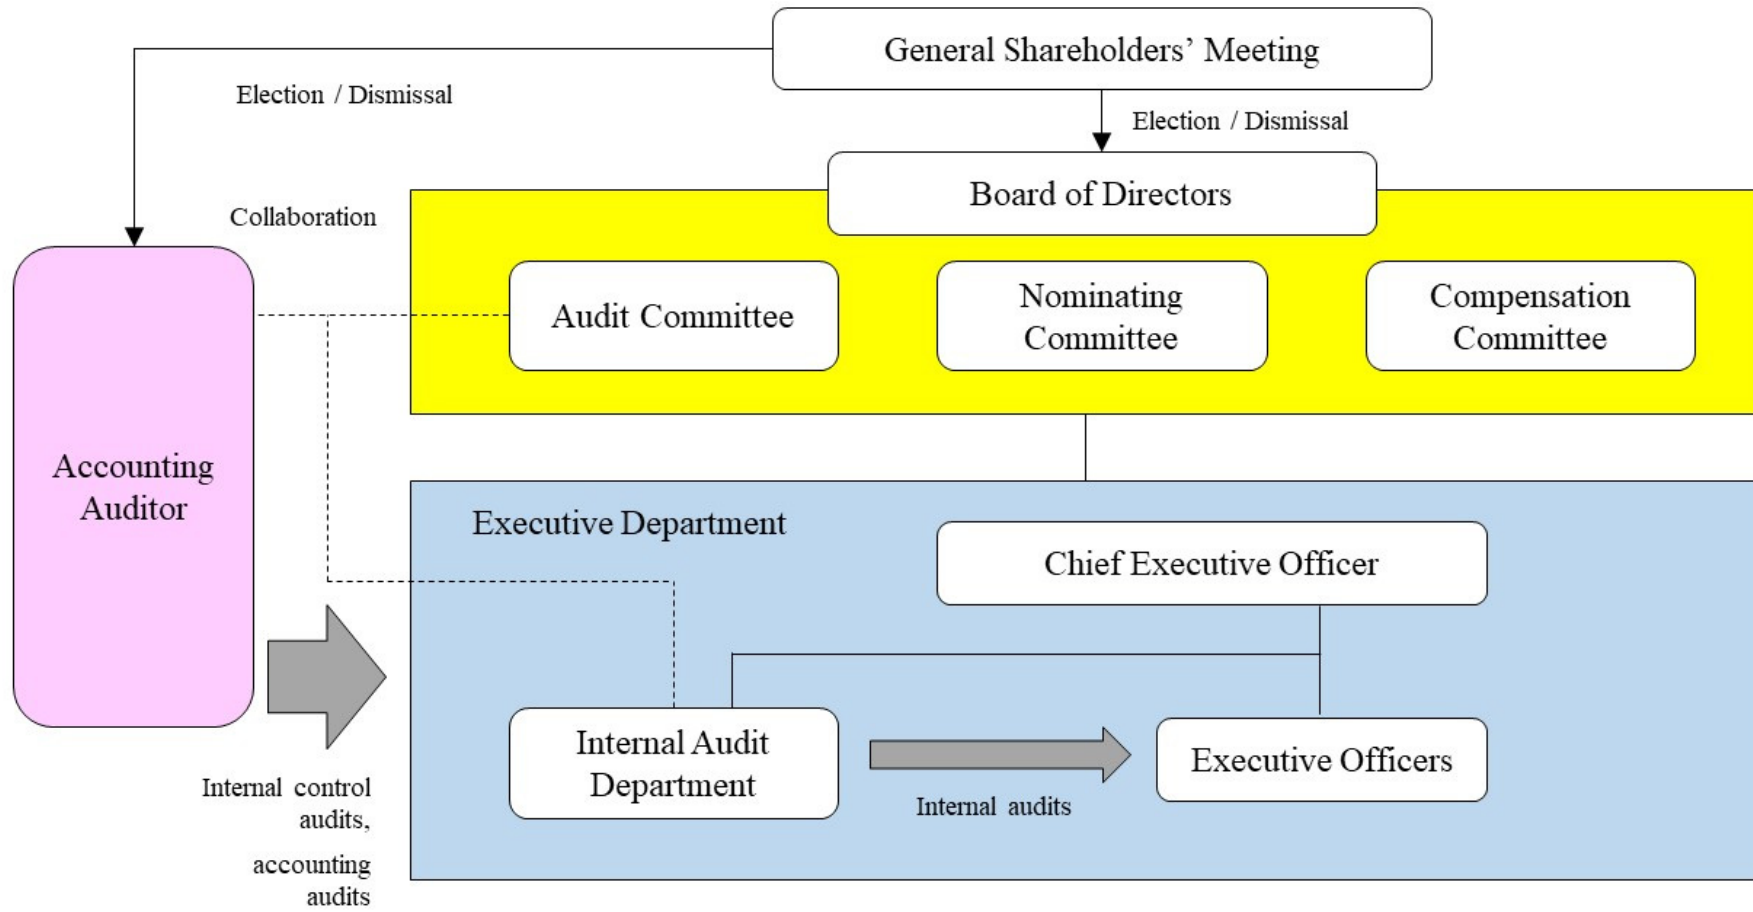 General Shareholders’ Meeting
Election / Dismissal
Election / Dismissal
Board of Directors
Collaboration
Audit Committee
Nominating
Committee
Compensation
Committee
Accounting
Auditor
Executive Department
Chief Executive Officer
Internal Audit
Department
Executive Officers
Internal audits
Internal control
audits,
accounting
audits